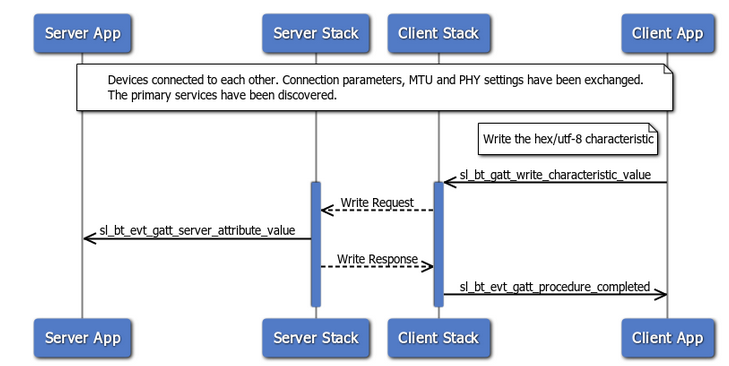 Server App
Server Stack
Client Stack
Client App
Devices connected to each other. Connection parameters, MTU and PHY settings have been exchanged.
The primary services have been discovered.
Write the hex/utf-8 characteristic
sl_bt_gatt_write_characteristic_value
Write Request
sl_bt_evt_gatt_server_attribute_value
Write Response
sl_bt_evt_gatt_procedure_completed
Server App
Server Stack
Client Stack
Client App